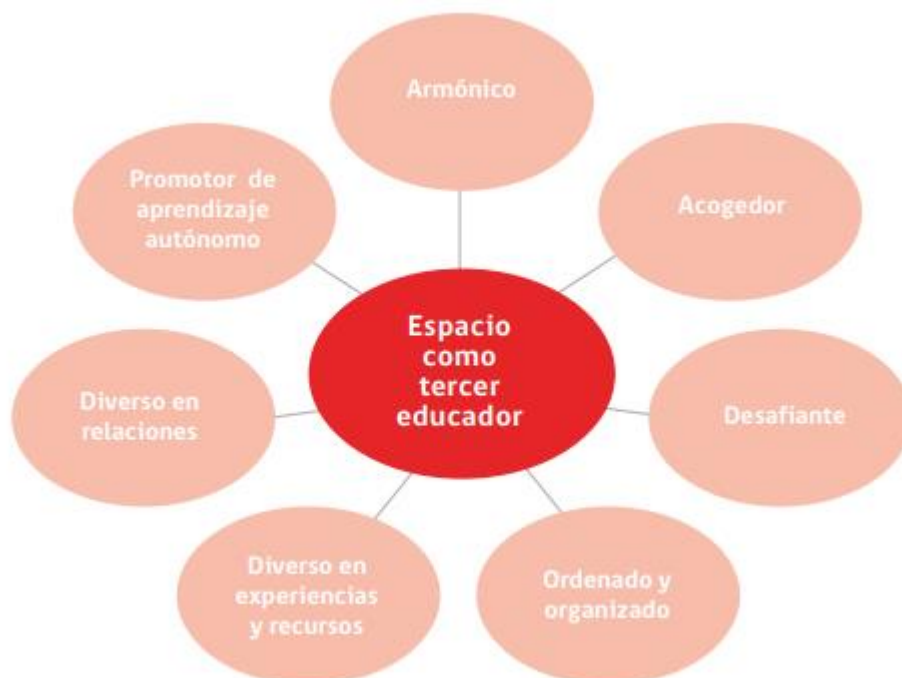 Armónico
Promotor de
aprendizaje
autónomo
Acogedor
Espacio
como
tercer
educador
Diverso en
relaciones
Desafiante
Diverso en
experiencias
y recursos
Ordenado y
organizado